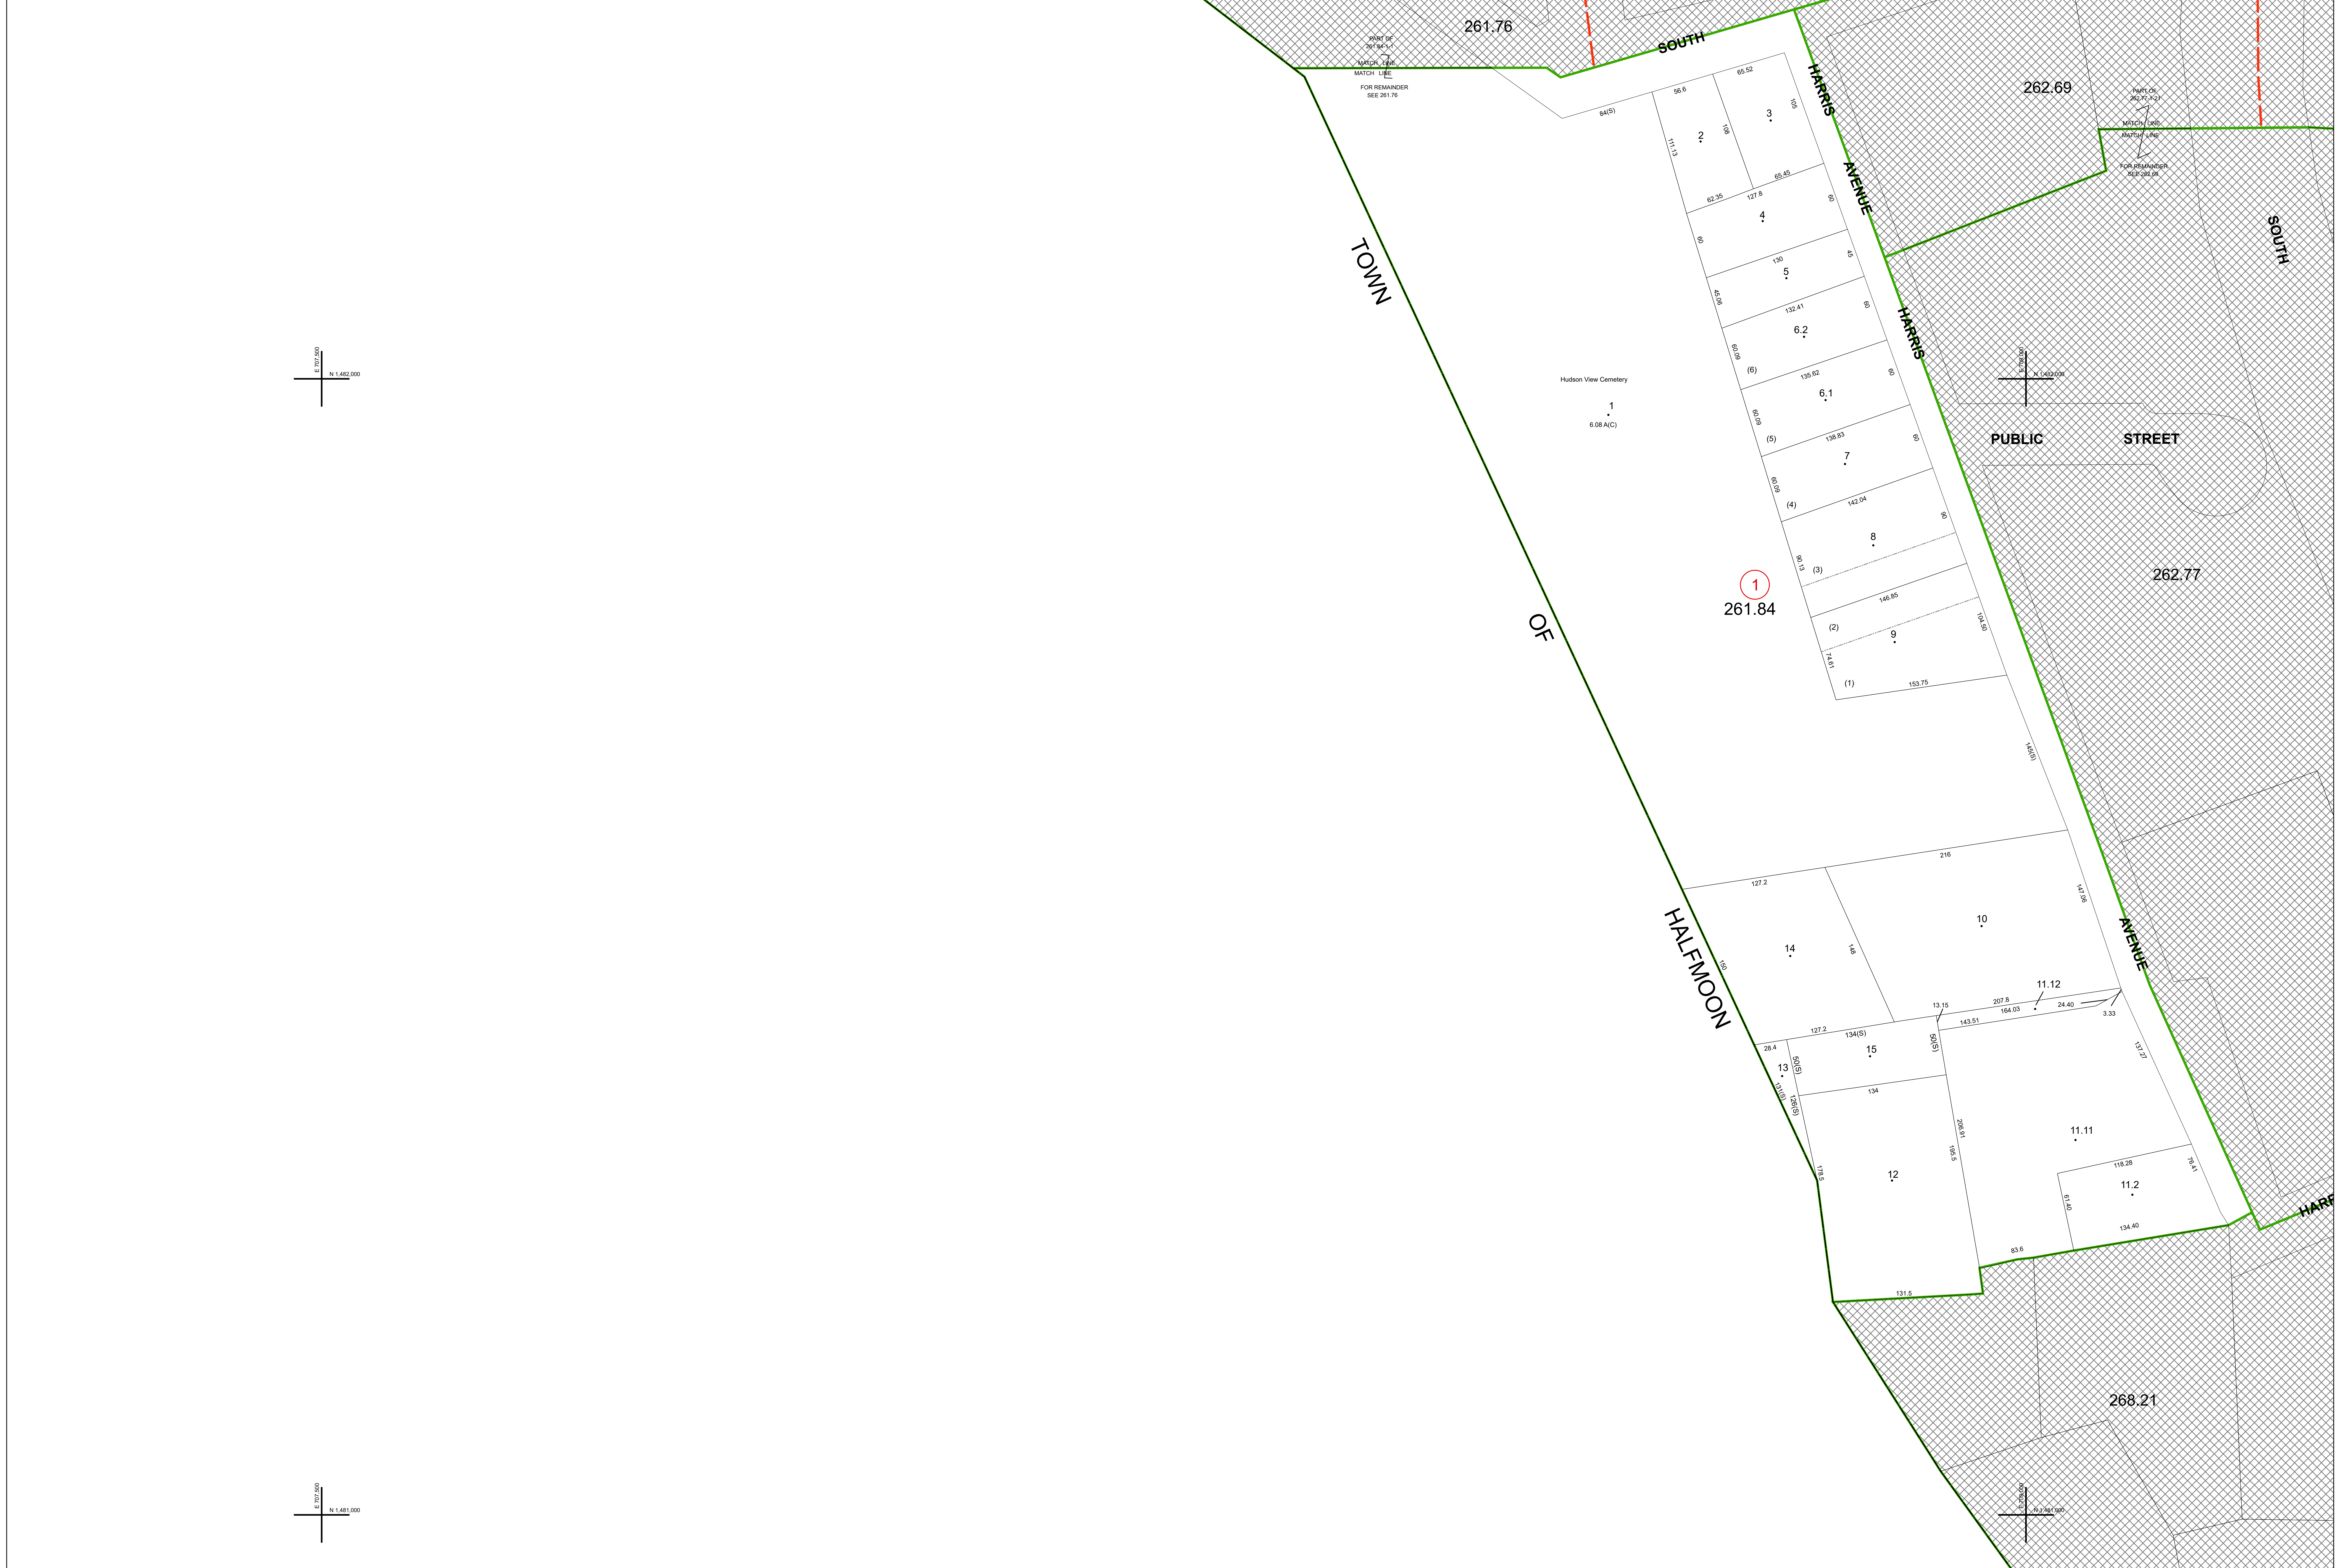 261.76
PART OF
261.84-1-1
MATCH LINE
MATCH LINE
FOR REMAINDER
SEE 261.76
SOUTH
HARRIS
AVENUE
262.69
PART OF
262.77-1-21
MATCH LINE
MATCH LINE
FOR REMAINDER
SEE 262.69
SOUTH
84(S)
56.6
65.52
111.13
2
108
3
105
62.35
127.8
65.45
60
4
60
130
45
5
45.06
132.41
60
6.2
60.09
(6)
135.62
60
6.1
60.09
(5)
138.83
60
7
60.09
(4)
142.04
90
8
90.13
(3)
146.85
(2)
104.50
9
74.61
(1)
153.75
HARRIS
E 707,500
N 1,482,000
E 709,000
N 1,482,000
PUBLIC STREET
Hudson View Cemetery
1
6.08 A(C)
TOWN
OF
HALFMOON
1
261.84
262.77
145(S)
216
127.2
147.06
10
14
148
150
AVENUE
11.12
13.15
207.8
164.03
24.40
3.33
143.51
127.2
134(S)
28.4
50(S)
50(S)
15
13
131(S)
126(S)
134
137.27
206.91
195.5
11.11
178.5
12
118.28
78.41
11.2
61.40
134.40
83.6
131.5
268.21
E 707,500
N 1,481,000
E 709,000
N 1,481,000